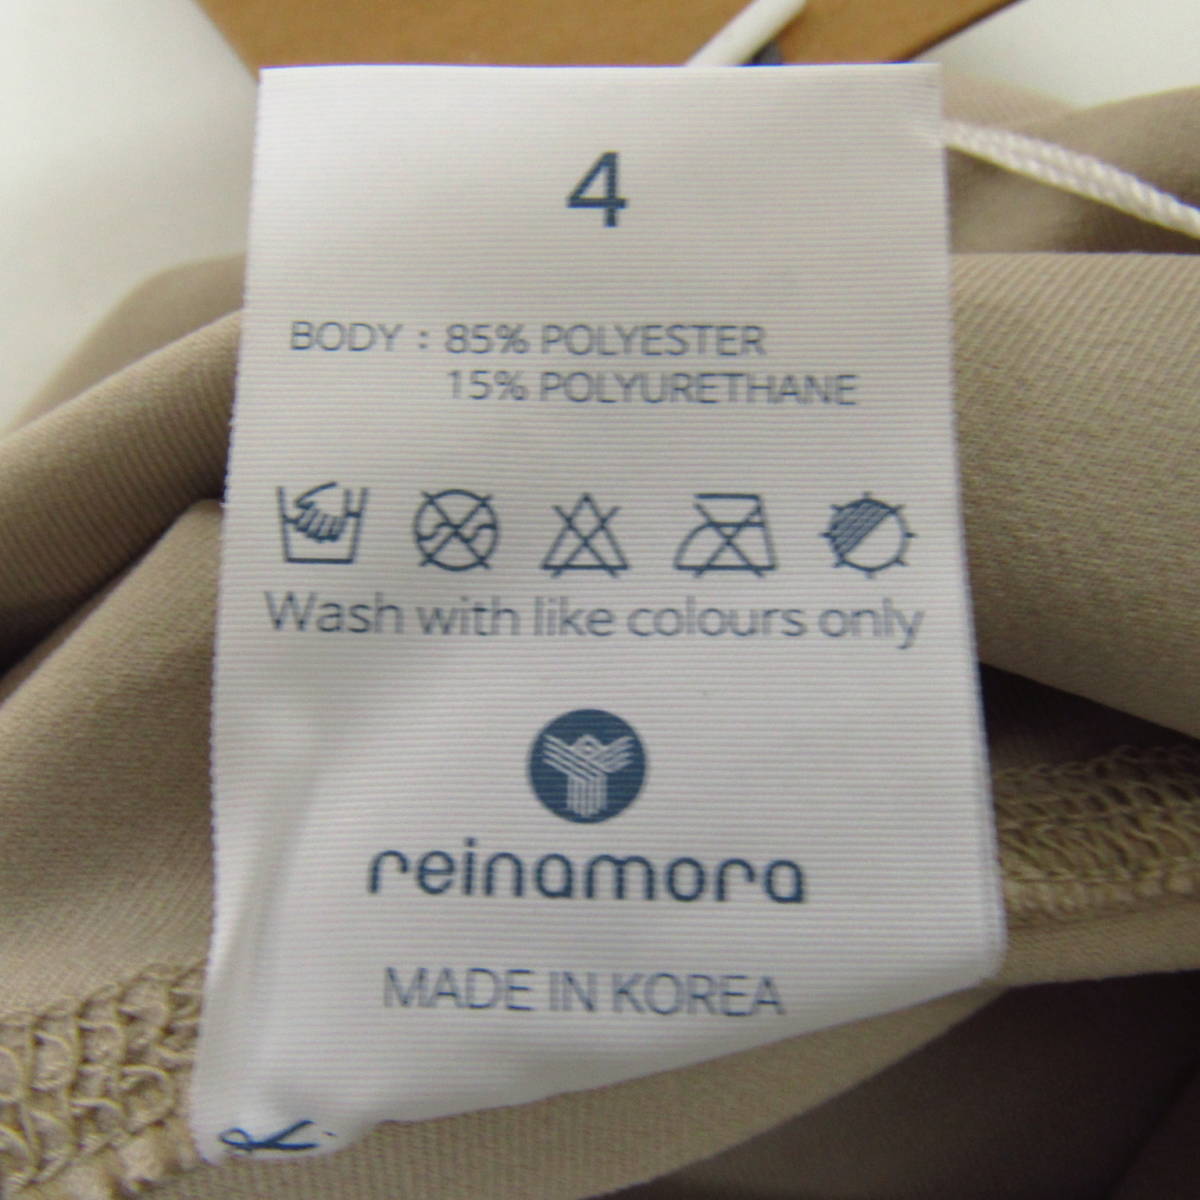 4
BODY : 85% POLYESTER
15% POLYURETHANE
Wash with like colours only
reinamora
MADE IN KOREA
K.